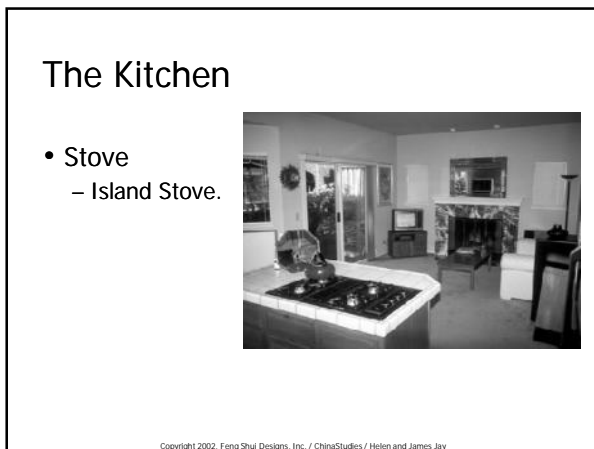 The Kitchen
• Stove
– Island Stove.
Copyright 2002, Feng Shui Designs, Inc. / ChinaStudies / Helen and James Jay